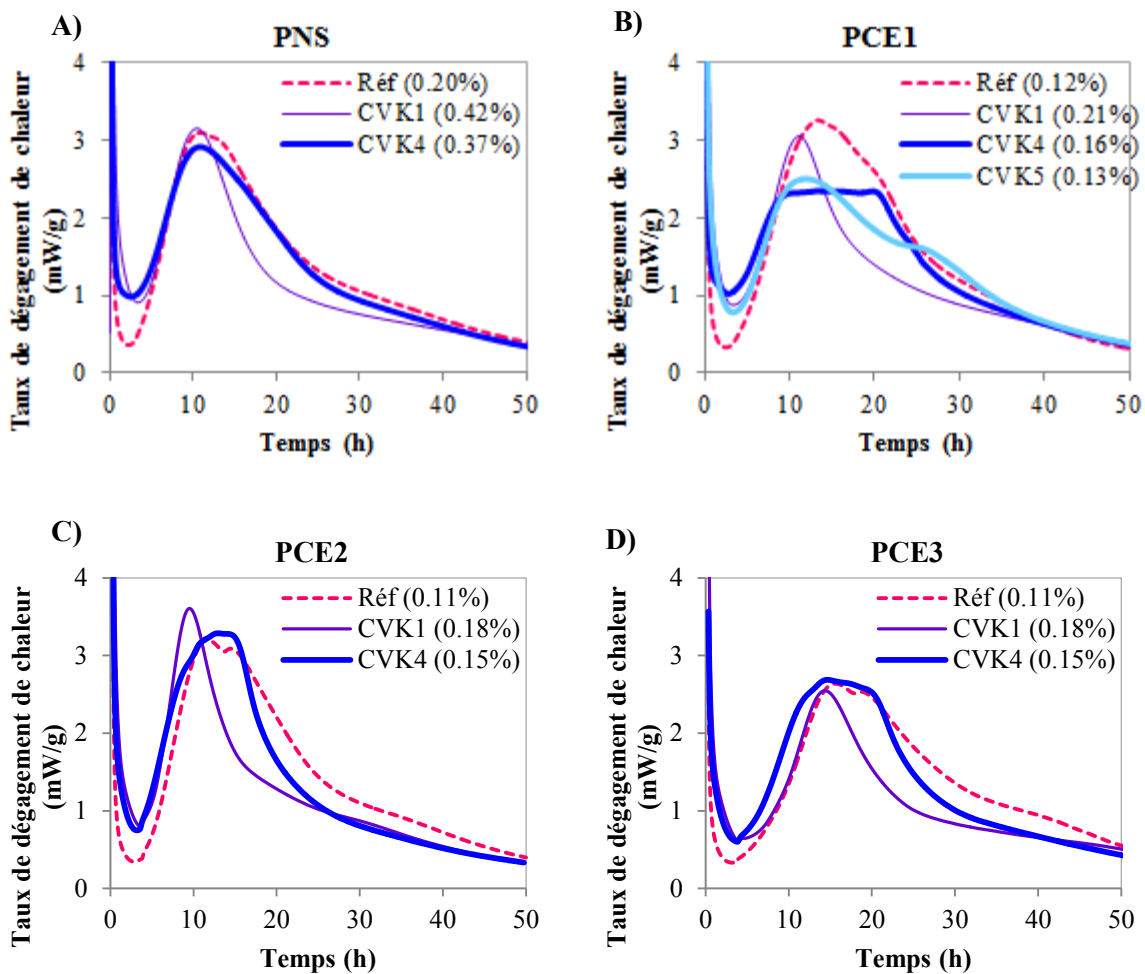 A)
PNS
Taux de dégagement de chaleur
(mW/g)
4
3
2
1
0
Réf (0.20%)
CVK1 (0.42%)
CVK4 (0.37%)
0 10 20 30 40 50
Temps (h)
B)
PCE1
Taux de dégagement de chaleur
(mW/g)
4
3
2
1
0
Réf (0.12%)
CVK1 (0.21%)
CVK4 (0.16%)
CVK5 (0.13%)
0 10 20 30 40 50
Temps (h)
C)
PCE2
Taux de dégagement de chaleur
(mW/g)
4
3
2
1
0
Réf (0.11%)
CVK1 (0.18%)
CVK4 (0.15%)
0 10 20 30 40 50
Temps (h)
D)
PCE3
Taux de dégagement de chaleur
(mW/g)
4
3
2
1
0
Réf (0.11%)
CVK1 (0.18%)
CVK4 (0.15%)
0 10 20 30 40 50
Temps (h)